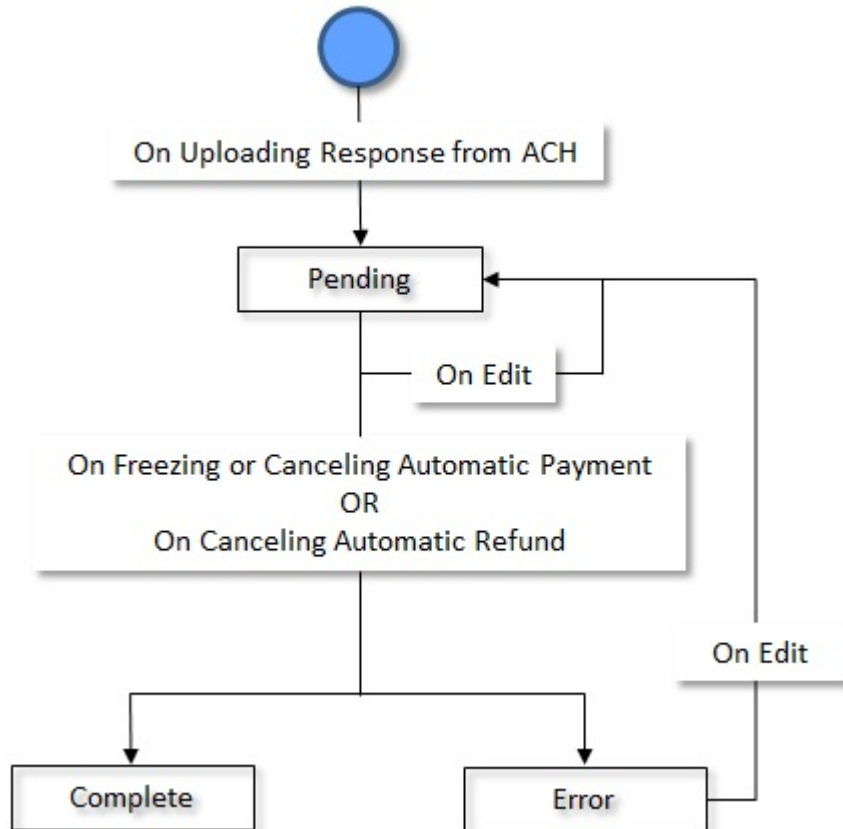 On Uploading Response from ACH
Pending
On Edit
On Freezing or Canceling Automatic Payment
OR
On Canceling Automatic Refund
On Edit
Complete
Error